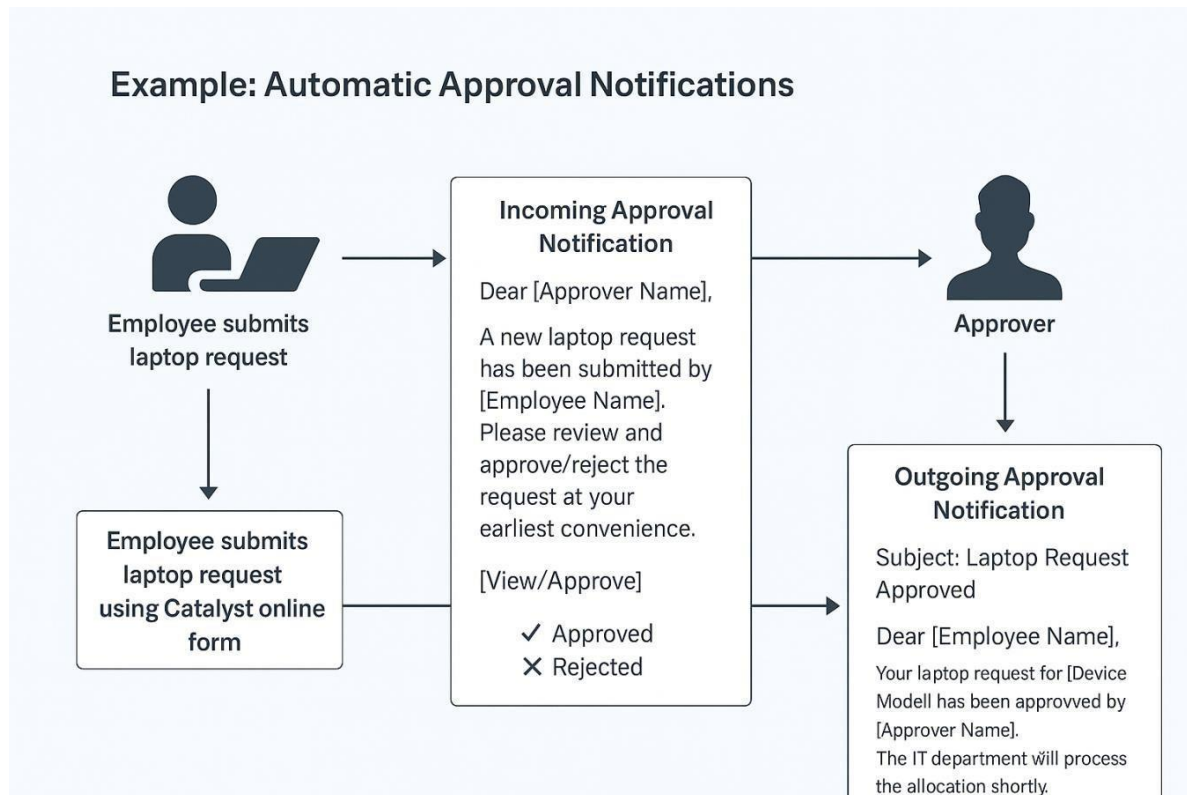 Example: Automatic Approval Notifications
Employee submits
laptop request
Employee submits
laptop request
using Catalyst online
form
Incoming Approval
Notification
Dear [Approver Name],
A new laptop request
has been submitted by
[Employee Name].
Please review and
approve/reject the
request at your
earliest convenience.
[View/Approve]
✓ Approved
✕ Rejected
Approver
Outgoing Approval
Notification
Subject: Laptop Request
Approved
Dear [Employee Name],
Your laptop request for [Device
Modell has been approvved by
[Approver Name].
The IT department will process
the allocation shortly.